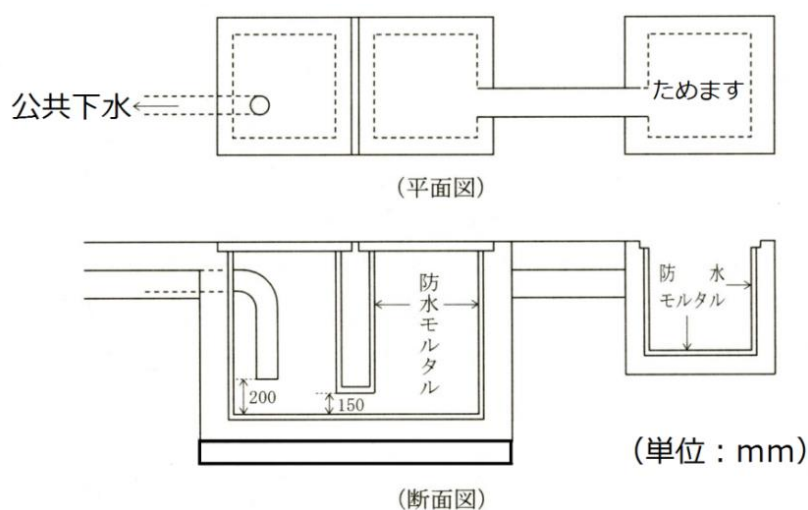 公共下水
ためます
(平面図)
防水モルタル
防水
モルタル
200
150
(単位：mm)
(断面図)